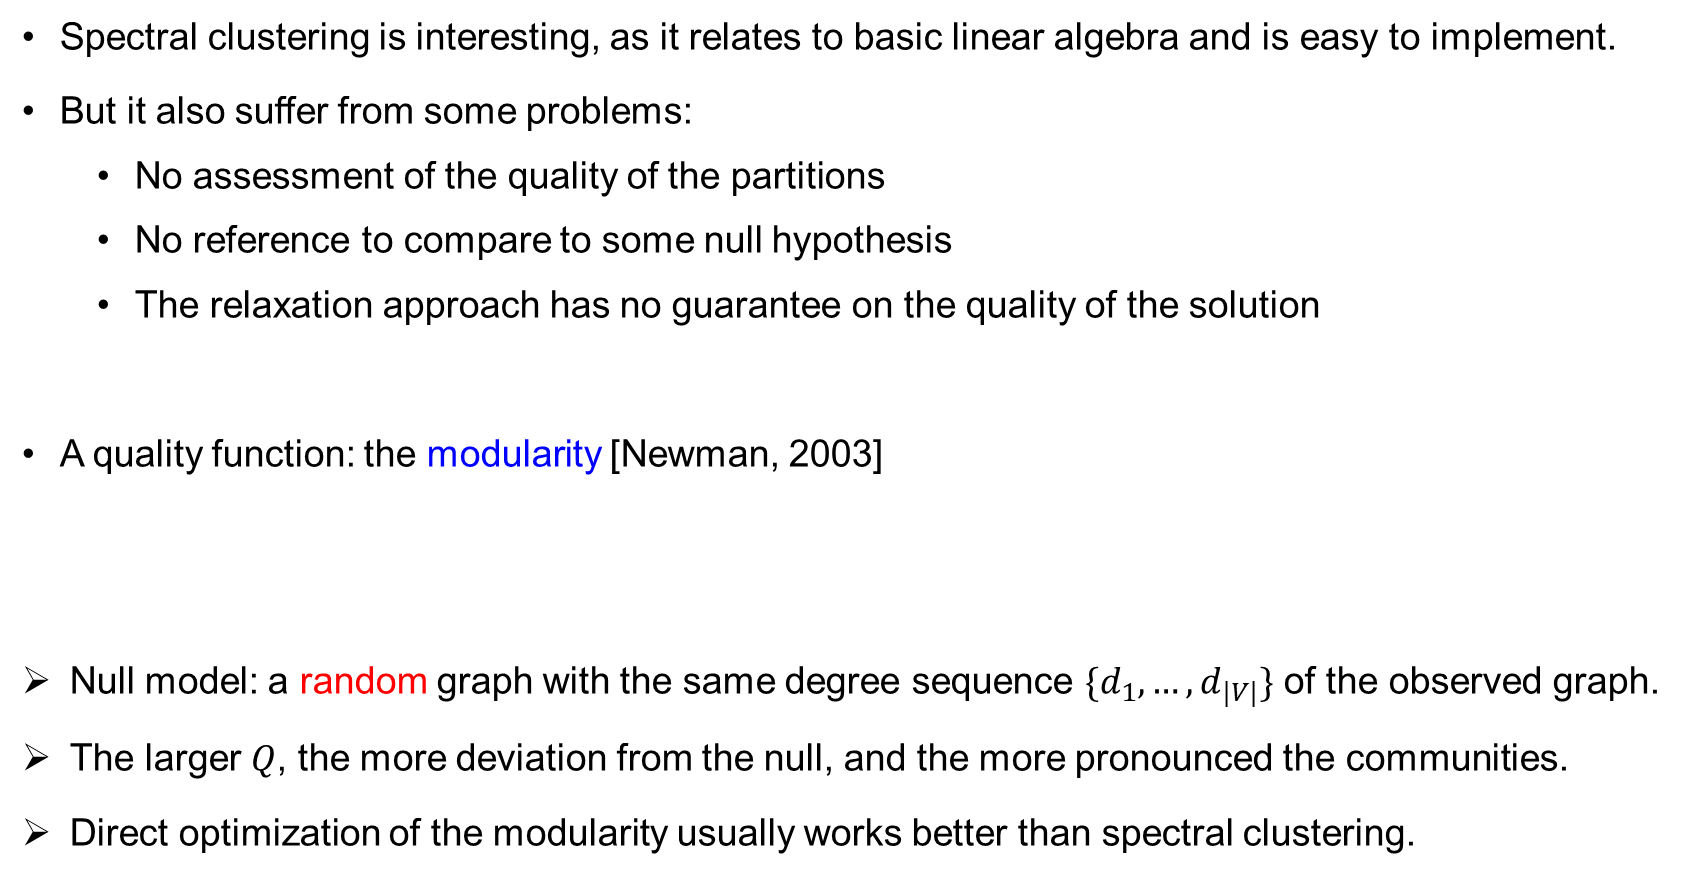 • Spectral clustering is interesting, as it relates to basic linear algebra and is easy to implement.
• But it also suffer from some problems:
• No assessment of the quality of the partitions
• No reference to compare to some null hypothesis
• The relaxation approach has no guarantee on the quality of the solution
• A quality function: the modularity [Newman, 2003]
➢ Null model: a random graph with the same degree sequence {𝑑₁, … , 𝑑|𝑉|} of the observed graph.
➢ The larger 𝑄, the more deviation from the null, and the more pronounced the communities.
➢ Direct optimization of the modularity usually works better than spectral clustering.